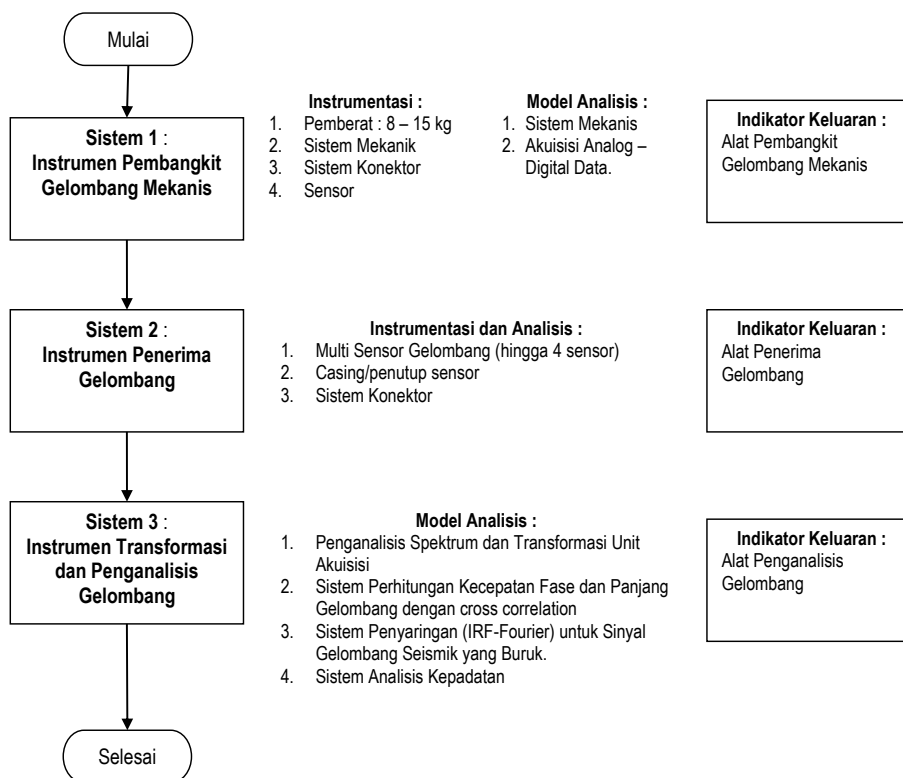 Mulai
Sistem 1 :
Instrumen Pembangkit
Gelombang Mekanis
Instrumentasi :
1. Pemberat : 8 – 15 kg
2. Sistem Mekanik
3. Sistem Konektor
4. Sensor
Model Analisis :
1. Sistem Mekanis
2. Akuisisi Analog –
Digital Data.
Indikator Keluaran :
Alat Pembangkit
Gelombang Mekanis
Sistem 2 :
Instrumen Penerima
Gelombang
Instrumentasi dan Analisis :
1. Multi Sensor Gelombang (hingga 4 sensor)
2. Casing/penutup sensor
3. Sistem Konektor
Indikator Keluaran :
Alat Penerima
Gelombang
Sistem 3 :
Instrumen Transformasi
dan Penganalisis
Gelombang
Model Analisis :
1. Penganalisis Spektrum dan Transformasi Unit
Akuisisi
2. Sistem Perhitungan Kecepatan Fase dan Panjang
Gelombang dengan cross correlation
3. Sistem Penyaringan (IRF-Fourier) untuk Sinyal
Gelombang Seismik yang Buruk.
4. Sistem Analisis Kepadatan
Indikator Keluaran :
Alat Penganalisis
Gelombang
Selesai